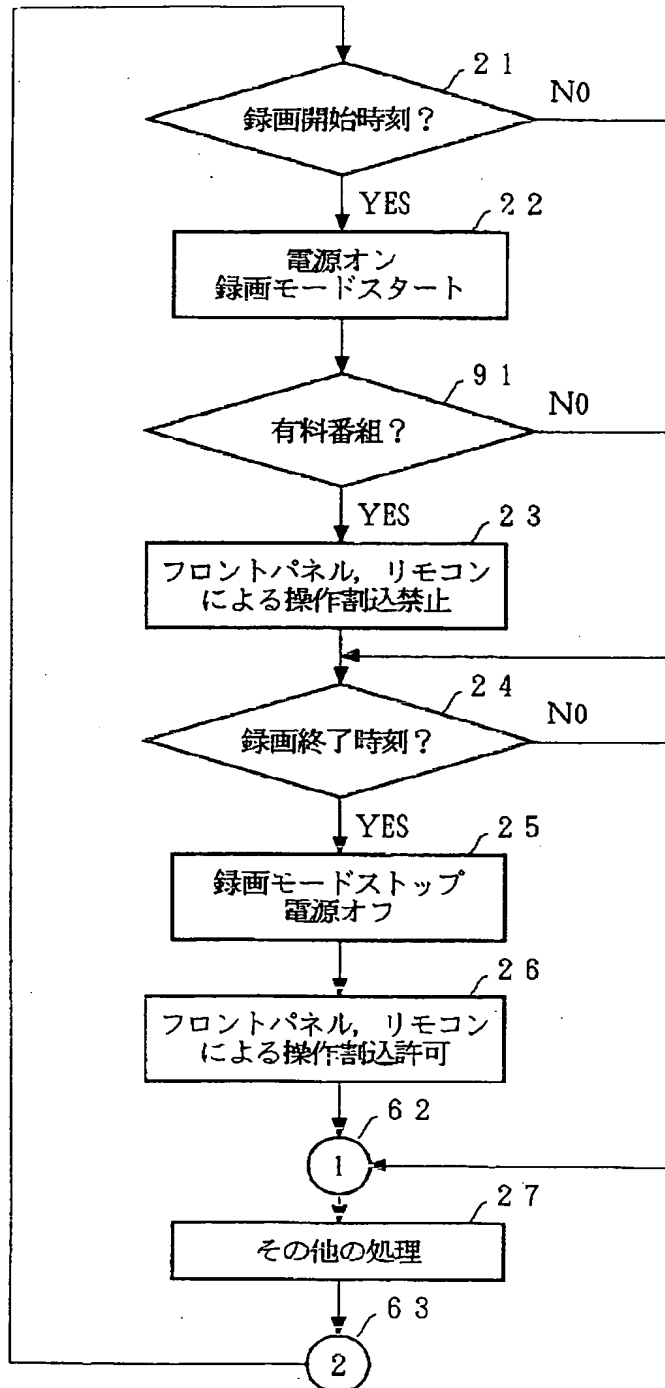 21
録画開始時刻?
NO
YES
22
電源オン
録画モードスタート
91
有料番組?
NO
YES
23
フロントパネル,リモコン
による操作割込禁止
24
録画終了時刻?
NO
YES
25
録画モードストップ
電源オフ
26
フロントパネル,リモコン
による操作割込許可
62
1
27
その他の処理
63
2